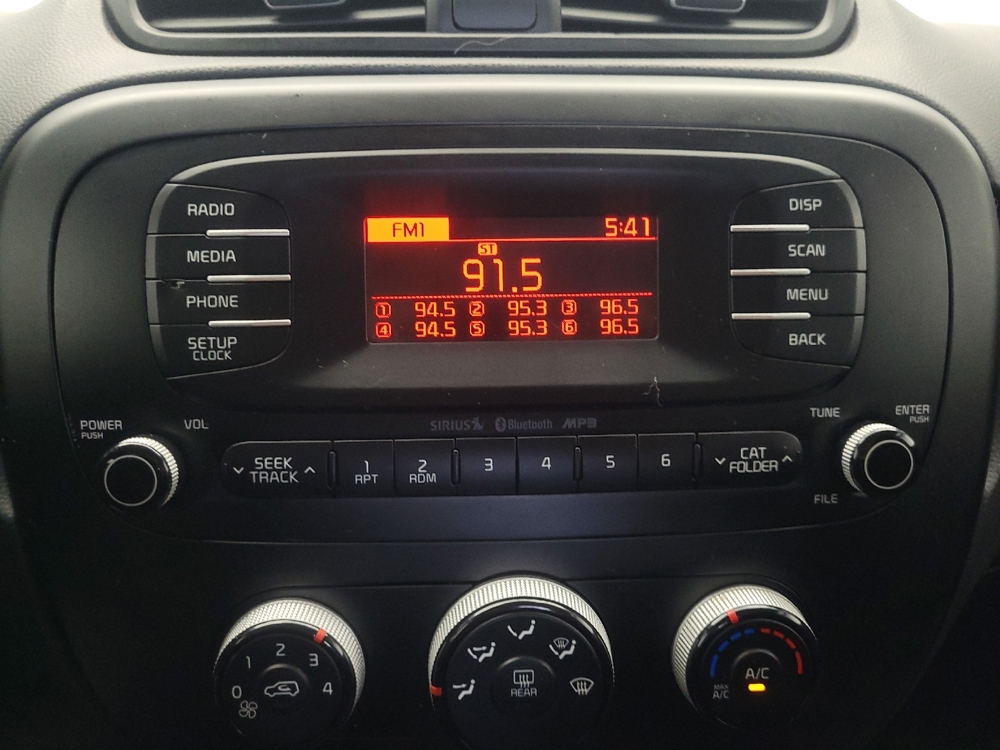 RADIO
MEDIA
PHONE
SETUP
CLOCK
FM1 5:41
ST
91.5
1 94.5 2 95.3 3 96.5
4 94.5 5 95.3 6 96.5
DISP
SCAN
MENU
BACK
POWER
PUSH
VOL
SIRIUS Bluetooth MP3
TUNE
ENTER
PUSH
SEEK
TRACK
1
RPT
2
RDM
3
4
5
6
CAT
FOLDER
FILE
0 1 2 3 4
REAR
A/C
MAX
A/C